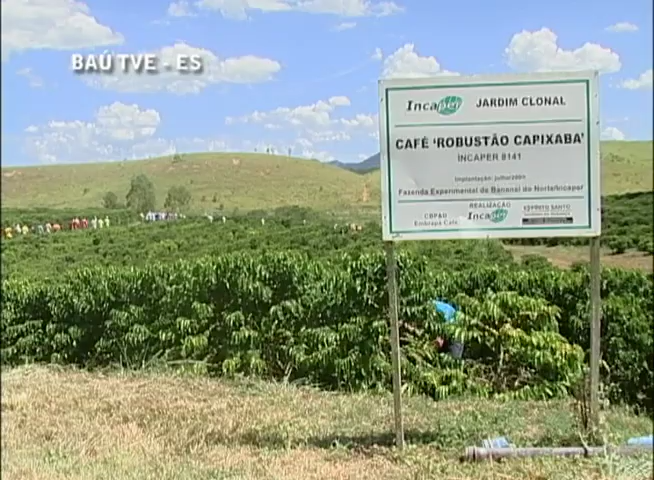 BAÚ TVE - ES
Incaper JARDIM CLONAL
CAFÉ 'ROBUSTÃO CAPIXABA'
INCAPER 8141
Implantação: julho/2001
Fazenda Experimental de Bananal do Norte/Incaper
REALIZAÇÃO
CBP&D Incaper ESPÍRITO SANTO
Embrapa Café